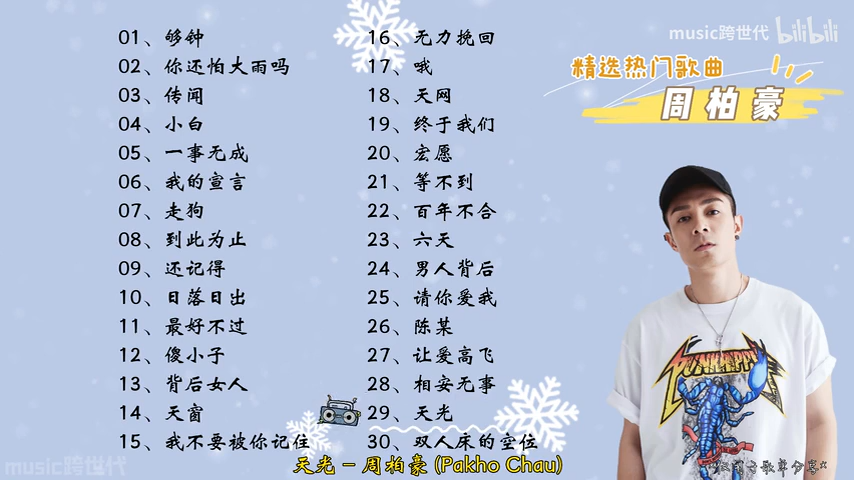 music跨世代 bilibili
精选热门歌曲
周柏豪
01、够钟
02、你还怕大雨吗
03、传闻
04、小白
05、一事无成
06、我的宣言
07、走狗
08、到此为止
09、还记得
10、日落日出
11、最好不过
12、傻小子
13、背后女人
14、天窗
15、我不要被你记住
16、无力挽回
17、哦
18、天网
19、终于我们
20、宏愿
21、等不到
22、百年不合
23、六天
24、男人背后
25、请你爱我
26、陈某
27、让爱高飞
28、相安无事
29、天光
30、双人床的空位
天光 – 周柏豪 (Pakho Chau)
music跨世代